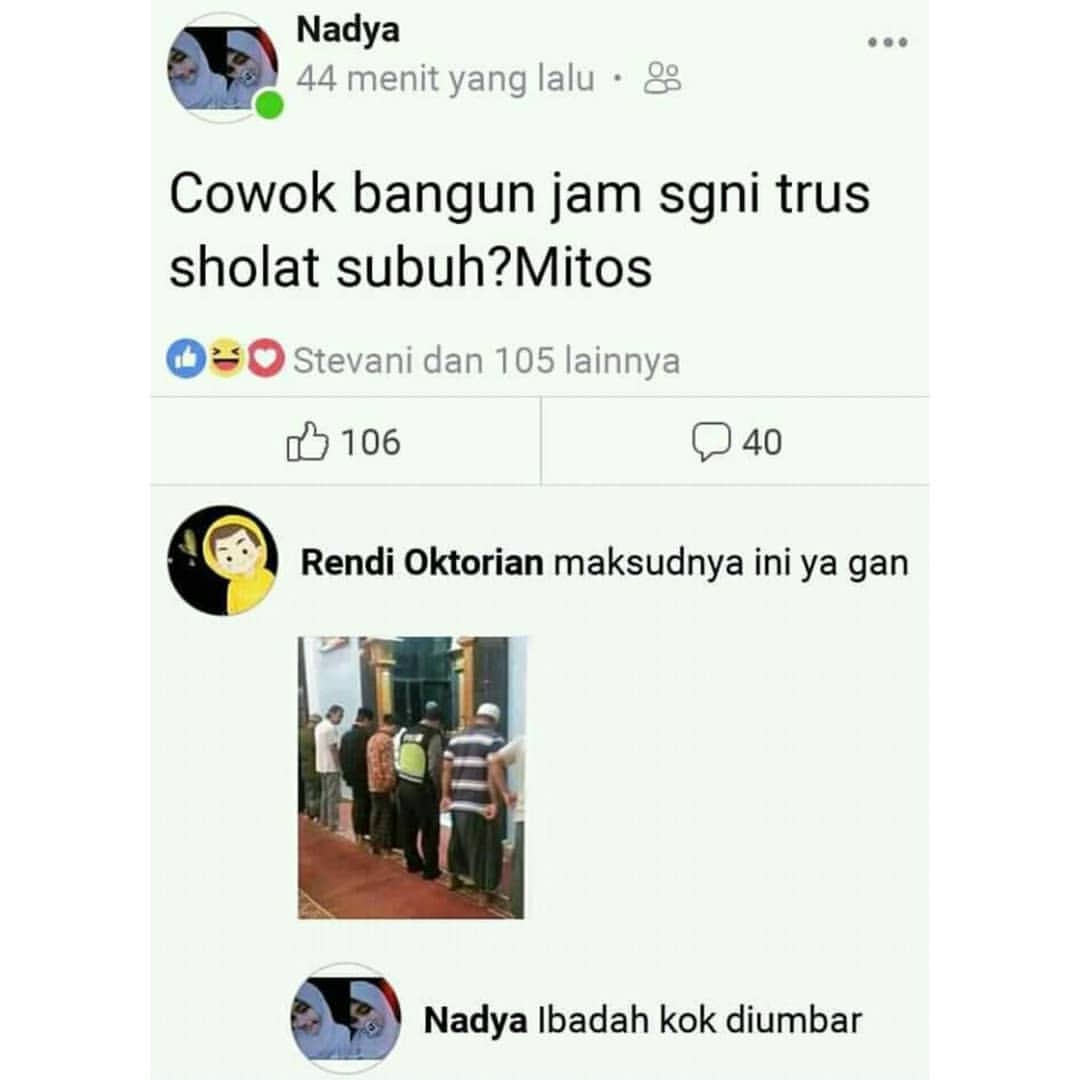 Nadya
44 menit yang lalu
Cowok bangun jam sgni trus
sholat subuh?Mitos
Stevani dan 105 lainnya
106
40
Rendi Oktorian maksudnya ini ya gan
Nadya Ibadah kok diumbar